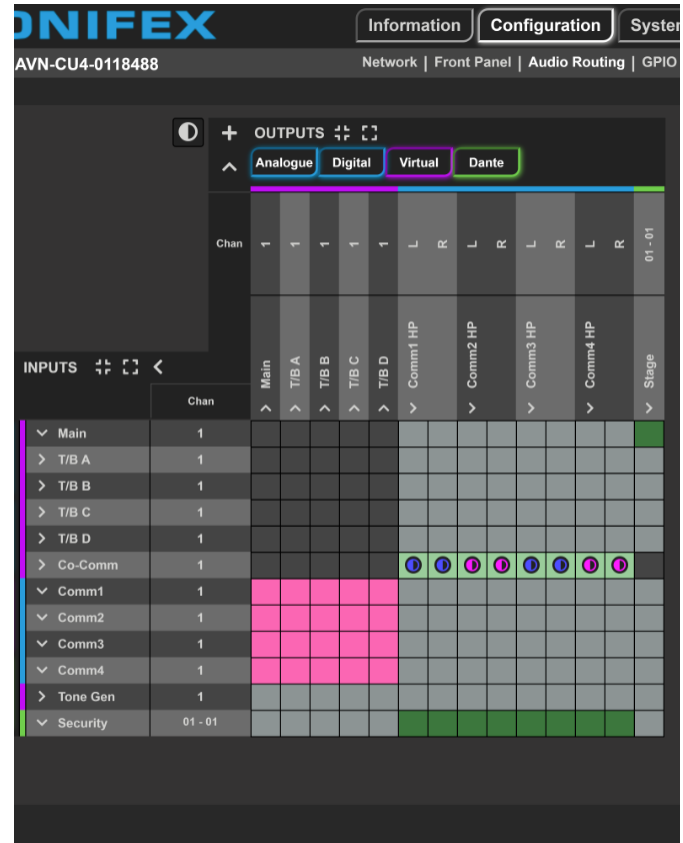 ONIFEX
Information
Configuration
System
AVN-CU4-0118488
Network | Front Panel | Audio Routing | GPIO
OUTPUTS
Analogue
Digital
Virtual
Dante
Chan
1
1
1
1
1
L
R
L
R
L
R
L
R
01 - 01
Main
T/B A
T/B B
T/B C
T/B D
Comm1 HP
Comm2 HP
Comm3 HP
Comm4 HP
Stage
INPUTS
Chan
Main 1
T/B A 1
T/B B 1
T/B C 1
T/B D 1
Co-Comm 1
Comm1 1
Comm2 1
Comm3 1
Comm4 1
Tone Gen 1
Security 01 - 01